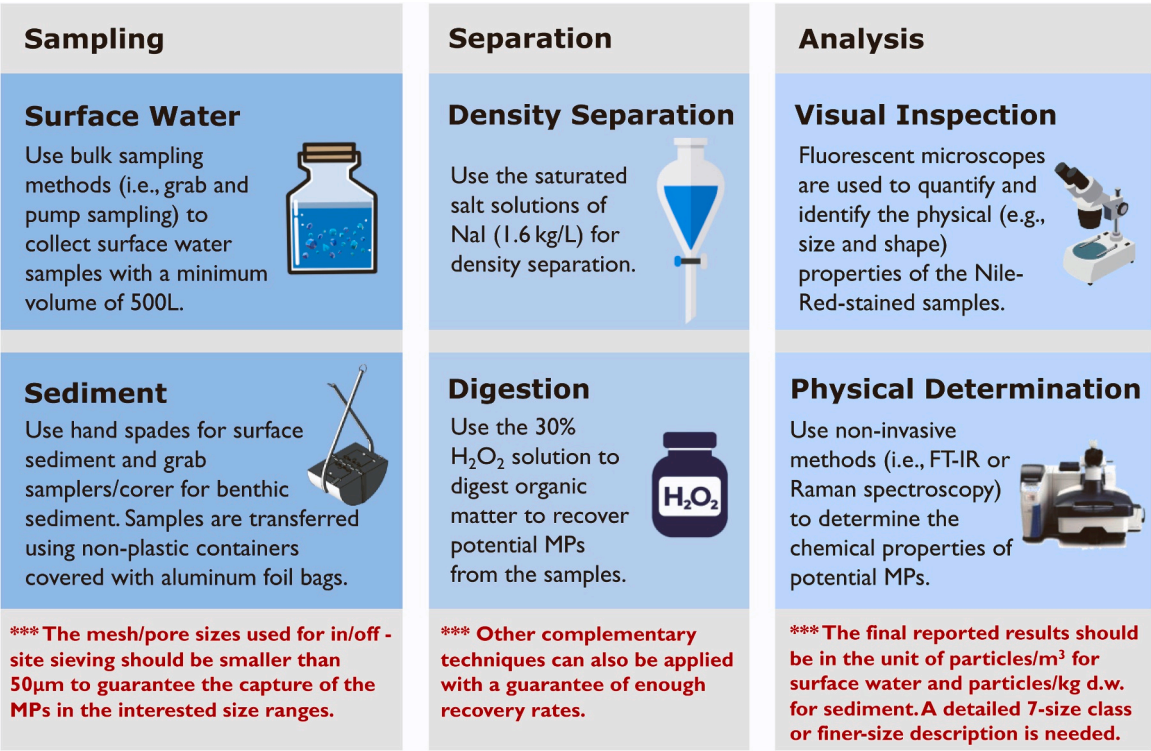 Sampling
Surface Water
Use bulk sampling
methods (i.e., grab and
pump sampling) to
collect surface water
samples with a minimum
volume of 500L.
Sediment
Use hand spades for surface
sediment and grab
samplers/corer for benthic
sediment. Samples are transferred
using non-plastic containers
covered with aluminum foil bags.
*** The mesh/pore sizes used for in/off -
site sieving should be smaller than
50μm to guarantee the capture of the
MPs in the interested size ranges.
Separation
Density Separation
Use the saturated
salt solutions of
NaI (1.6 kg/L) for
density separation.
Digestion
Use the 30%
H₂O₂ solution to
digest organic
matter to recover
potential MPs
from the samples.
H₂O₂
*** Other complementary
techniques can also be applied
with a guarantee of enough
recovery rates.
Analysis
Visual Inspection
Fluorescent microscopes
are used to quantify and
identify the physical (e.g.,
size and shape)
properties of the Nile-
Red-stained samples.
Physical Determination
Use non-invasive
methods (i.e., FT-IR or
Raman spectroscopy)
to determine the
chemical properties of
potential MPs.
*** The final reported results should
be in the unit of particles/m³ for
surface water and particles/kg d.w.
for sediment. A detailed 7-size class
or finer-size description is needed.